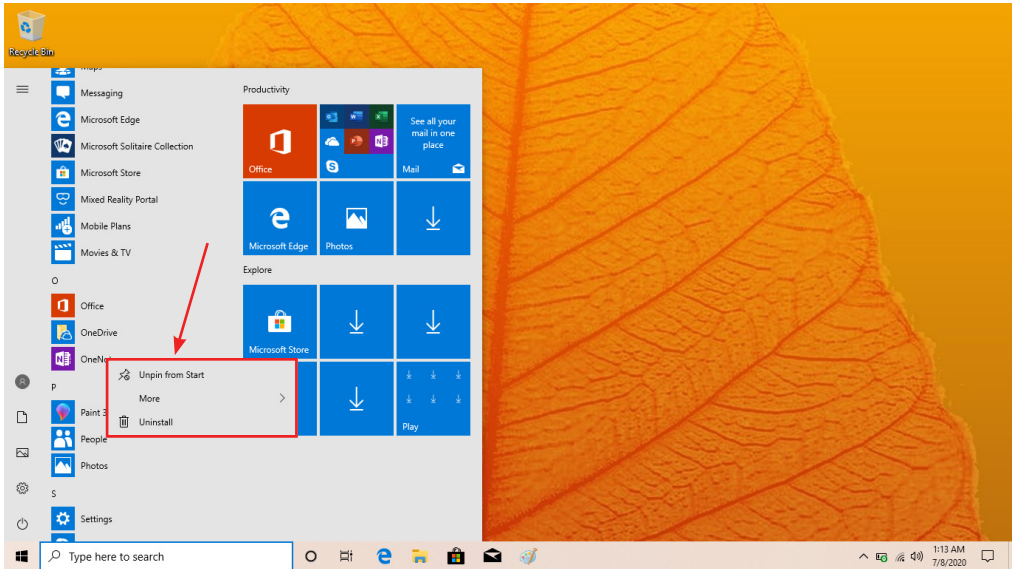 Recycle Bin
Maps
Messaging
Microsoft Edge
Microsoft Solitaire Collection
Microsoft Store
Mixed Reality Portal
Mobile Plans
Movies & TV
O
Office
OneDrive
P
Paint 3
People
Photos
S
Settings
Productivity
Office
See all your
mail in one
place
Mail
Microsoft Edge
Photos
Explore
Microsoft Store
Play
Unpin from Start
More
Uninstall
Type here to search
1:13 AM
7/8/2020